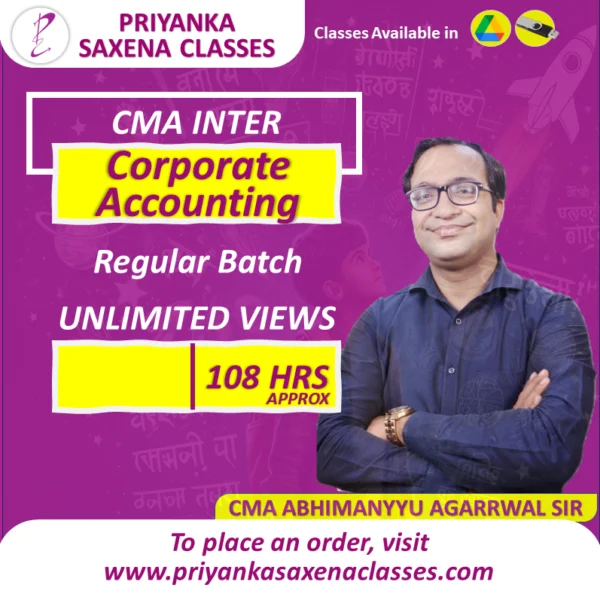 PRIYANKA
SAXENA CLASSES
Classes Available in
CMA INTER
Corporate
Accounting
Regular Batch
UNLIMITED VIEWS
108 HRS
APPROX
CMA ABHIMANYYU AGARRWAL SIR
To place an order, visit
www.priyankasaxenaclasses.com